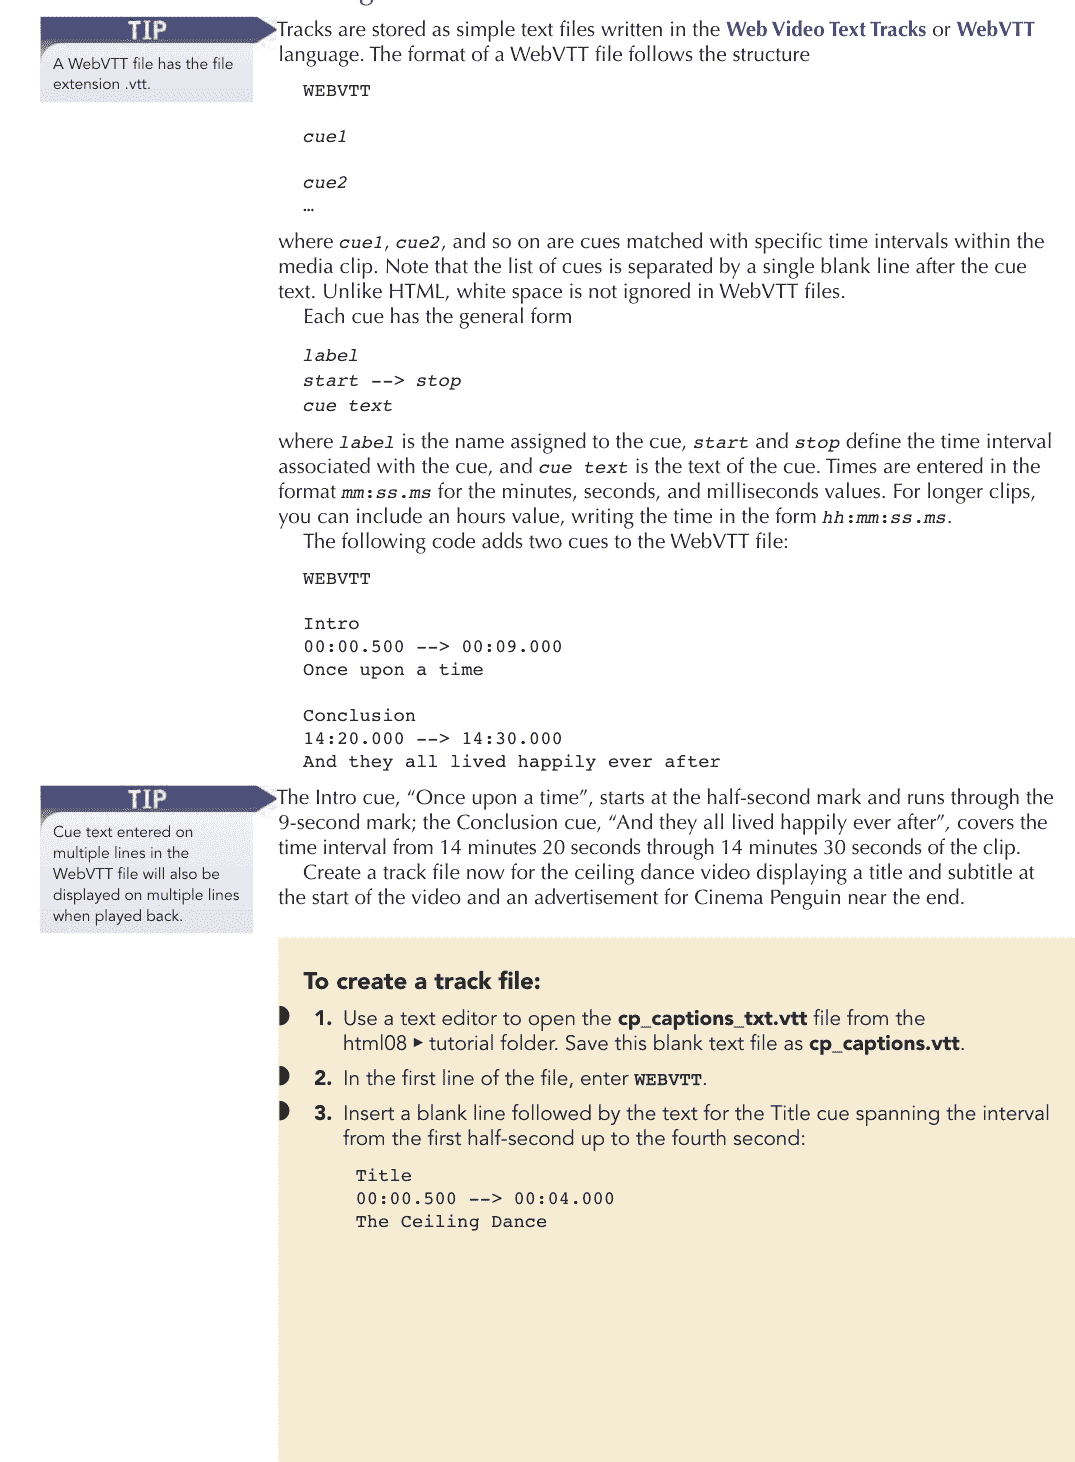 TIP
A WebVTT file has the file
extension .vtt.
Tracks are stored as simple text files written in the Web Video Text Tracks or WebVTT
language. The format of a WebVTT file follows the structure
WEBVTT
cue1
cue2
…
where cue1, cue2, and so on are cues matched with specific time intervals within the
media clip. Note that the list of cues is separated by a single blank line after the cue
text. Unlike HTML, white space is not ignored in WebVTT files.
Each cue has the general form
label
start --> stop
cue text
where label is the name assigned to the cue, start and stop define the time interval
associated with the cue, and cue text is the text of the cue. Times are entered in the
format mm:ss.ms for the minutes, seconds, and milliseconds values. For longer clips,
you can include an hours value, writing the time in the form hh:mm:ss.ms.
The following code adds two cues to the WebVTT file:
WEBVTT
Intro
00:00.500 --> 00:09.000
Once upon a time
Conclusion
14:20.000 --> 14:30.000
And they all lived happily ever after
TIP
Cue text entered on
multiple lines in the
WebVTT file will also be
displayed on multiple lines
when played back.
The Intro cue, “Once upon a time”, starts at the half-second mark and runs through the
9-second mark; the Conclusion cue, “And they all lived happily ever after”, covers the
time interval from 14 minutes 20 seconds through 14 minutes 30 seconds of the clip.
Create a track file now for the ceiling dance video displaying a title and subtitle at
the start of the video and an advertisement for Cinema Penguin near the end.
To create a track file:
1. Use a text editor to open the cp_captions_txt.vtt file from the
html08 ▸ tutorial folder. Save this blank text file as cp_captions.vtt.
2. In the first line of the file, enter WEBVTT.
3. Insert a blank line followed by the text for the Title cue spanning the interval
from the first half-second up to the fourth second:
Title
00:00.500 --> 00:04.000
The Ceiling Dance